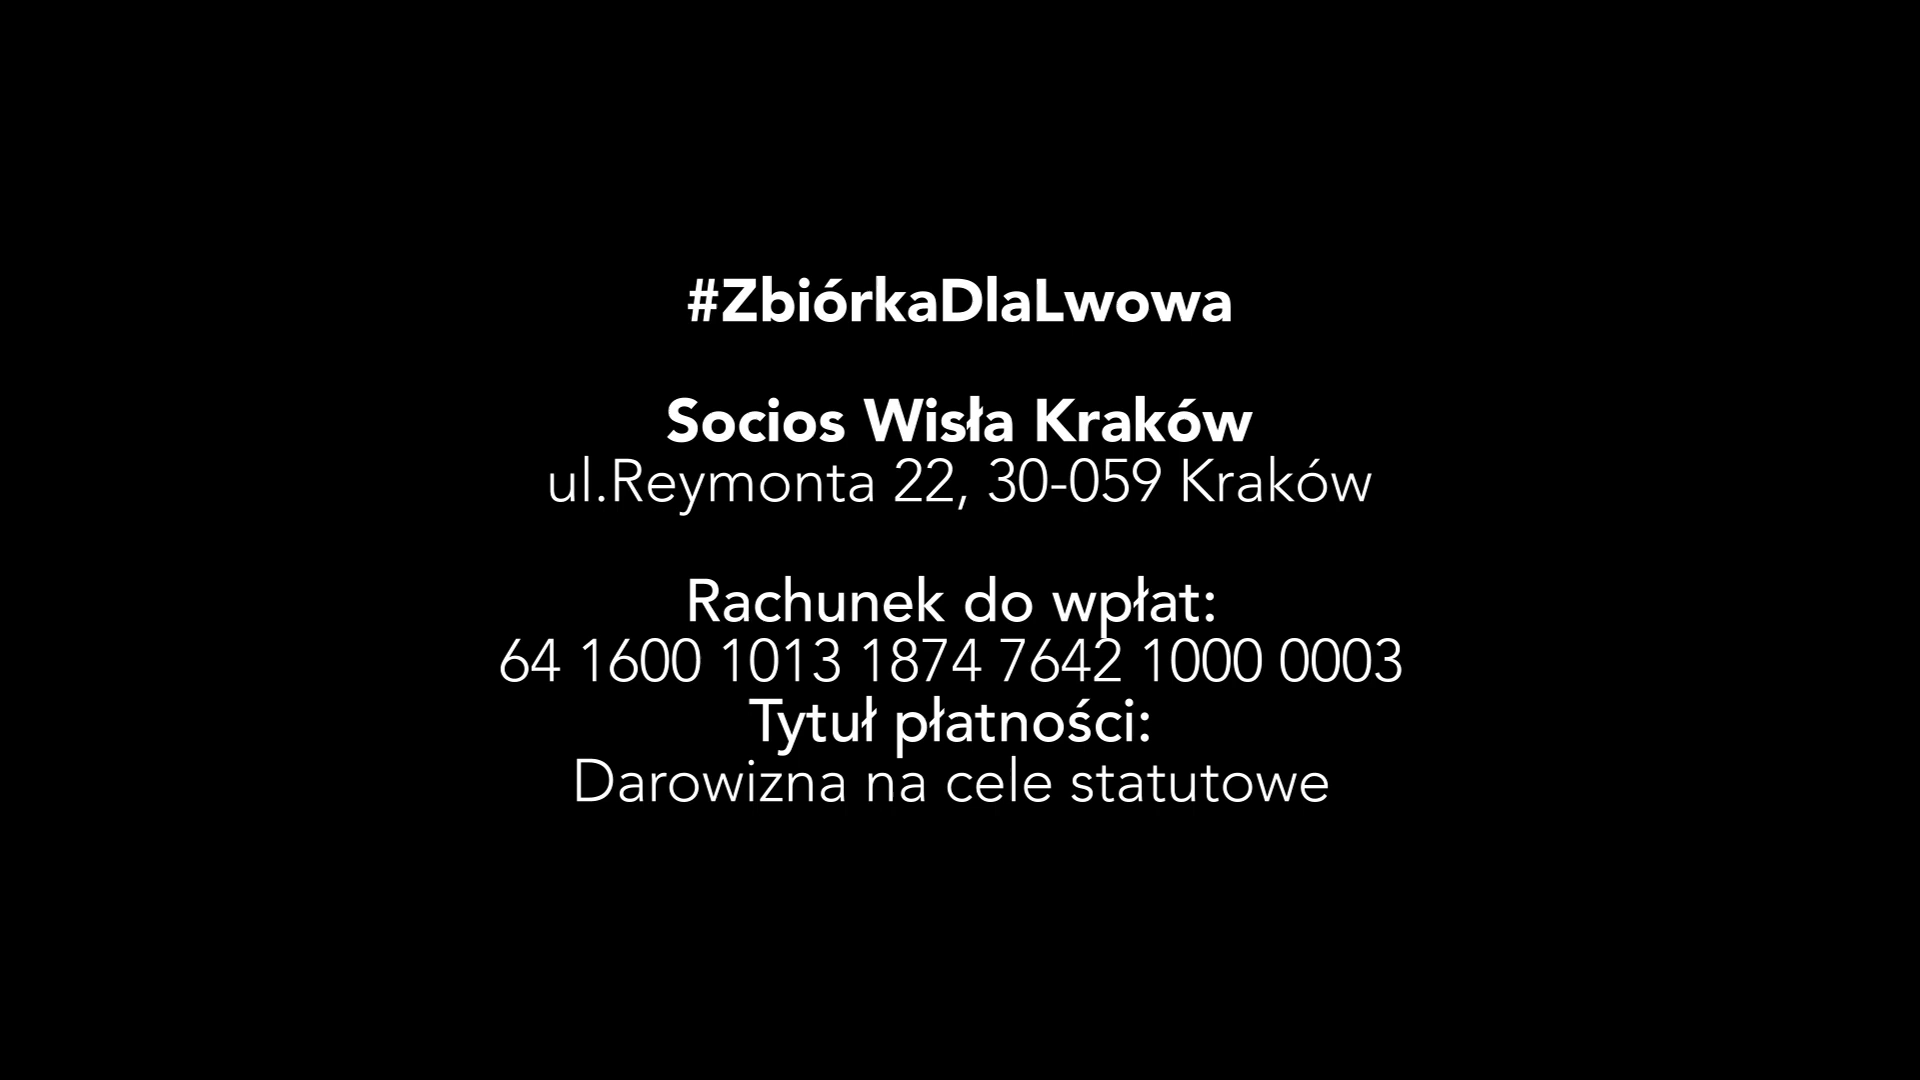 #ZbiórkaDlaLwowa
Socios Wisła Kraków
ul.Reymonta 22, 30-059 Kraków
Rachunek do wpłat:
64 1600 1013 1874 7642 1000 0003
Tytuł płatności:
Darowizna na cele statutowe